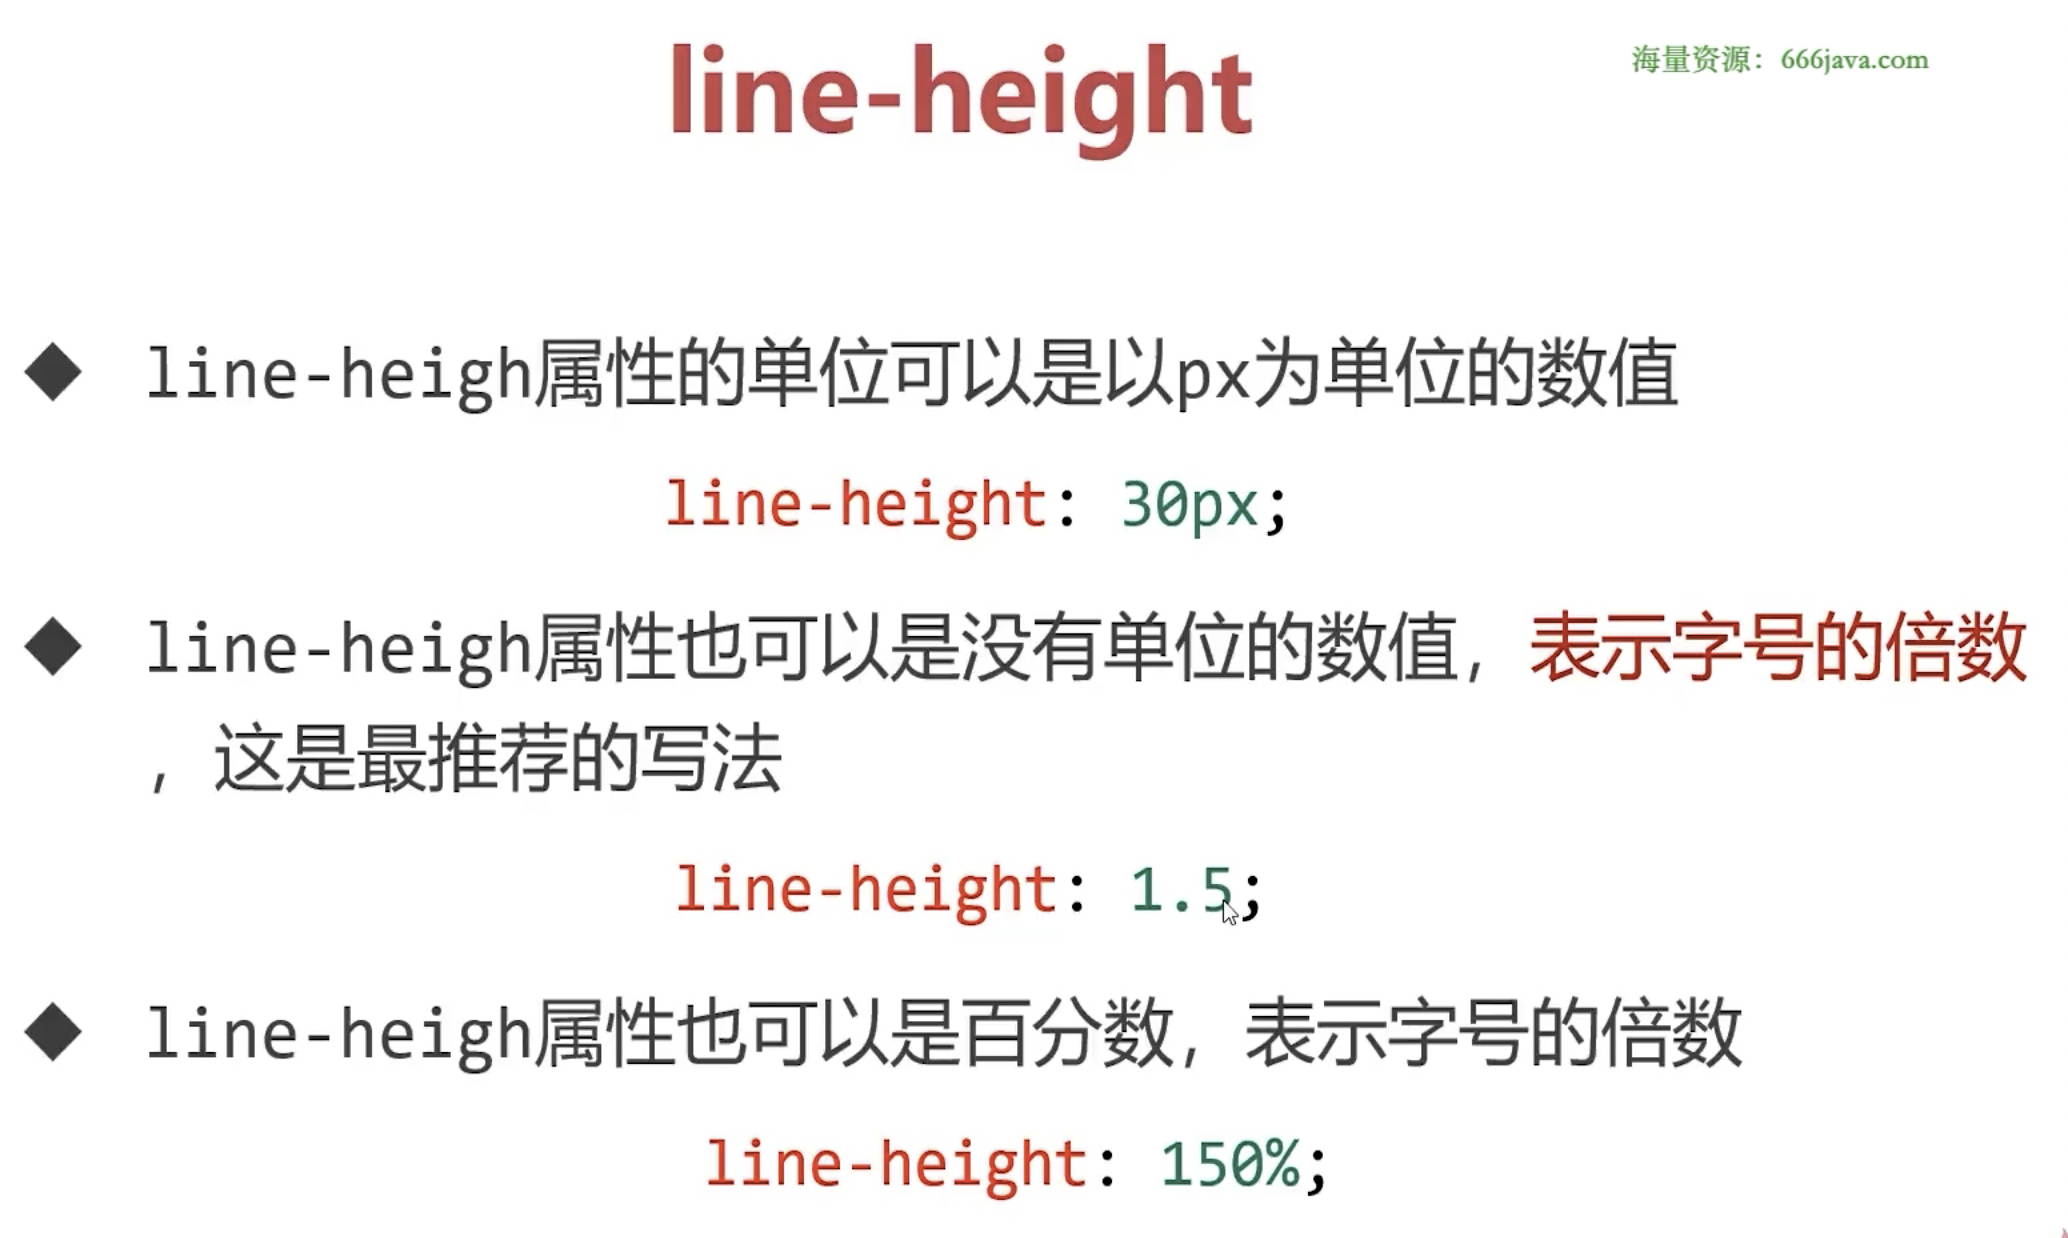 line-height
海量资源：666java.com
line-heigh属性的单位可以是以px为单位的数值
line-height: 30px;
line-heigh属性也可以是没有单位的数值，表示字号的倍数
，这是最推荐的写法
line-height: 1.5;
line-heigh属性也可以是百分数，表示字号的倍数
line-height: 150%;